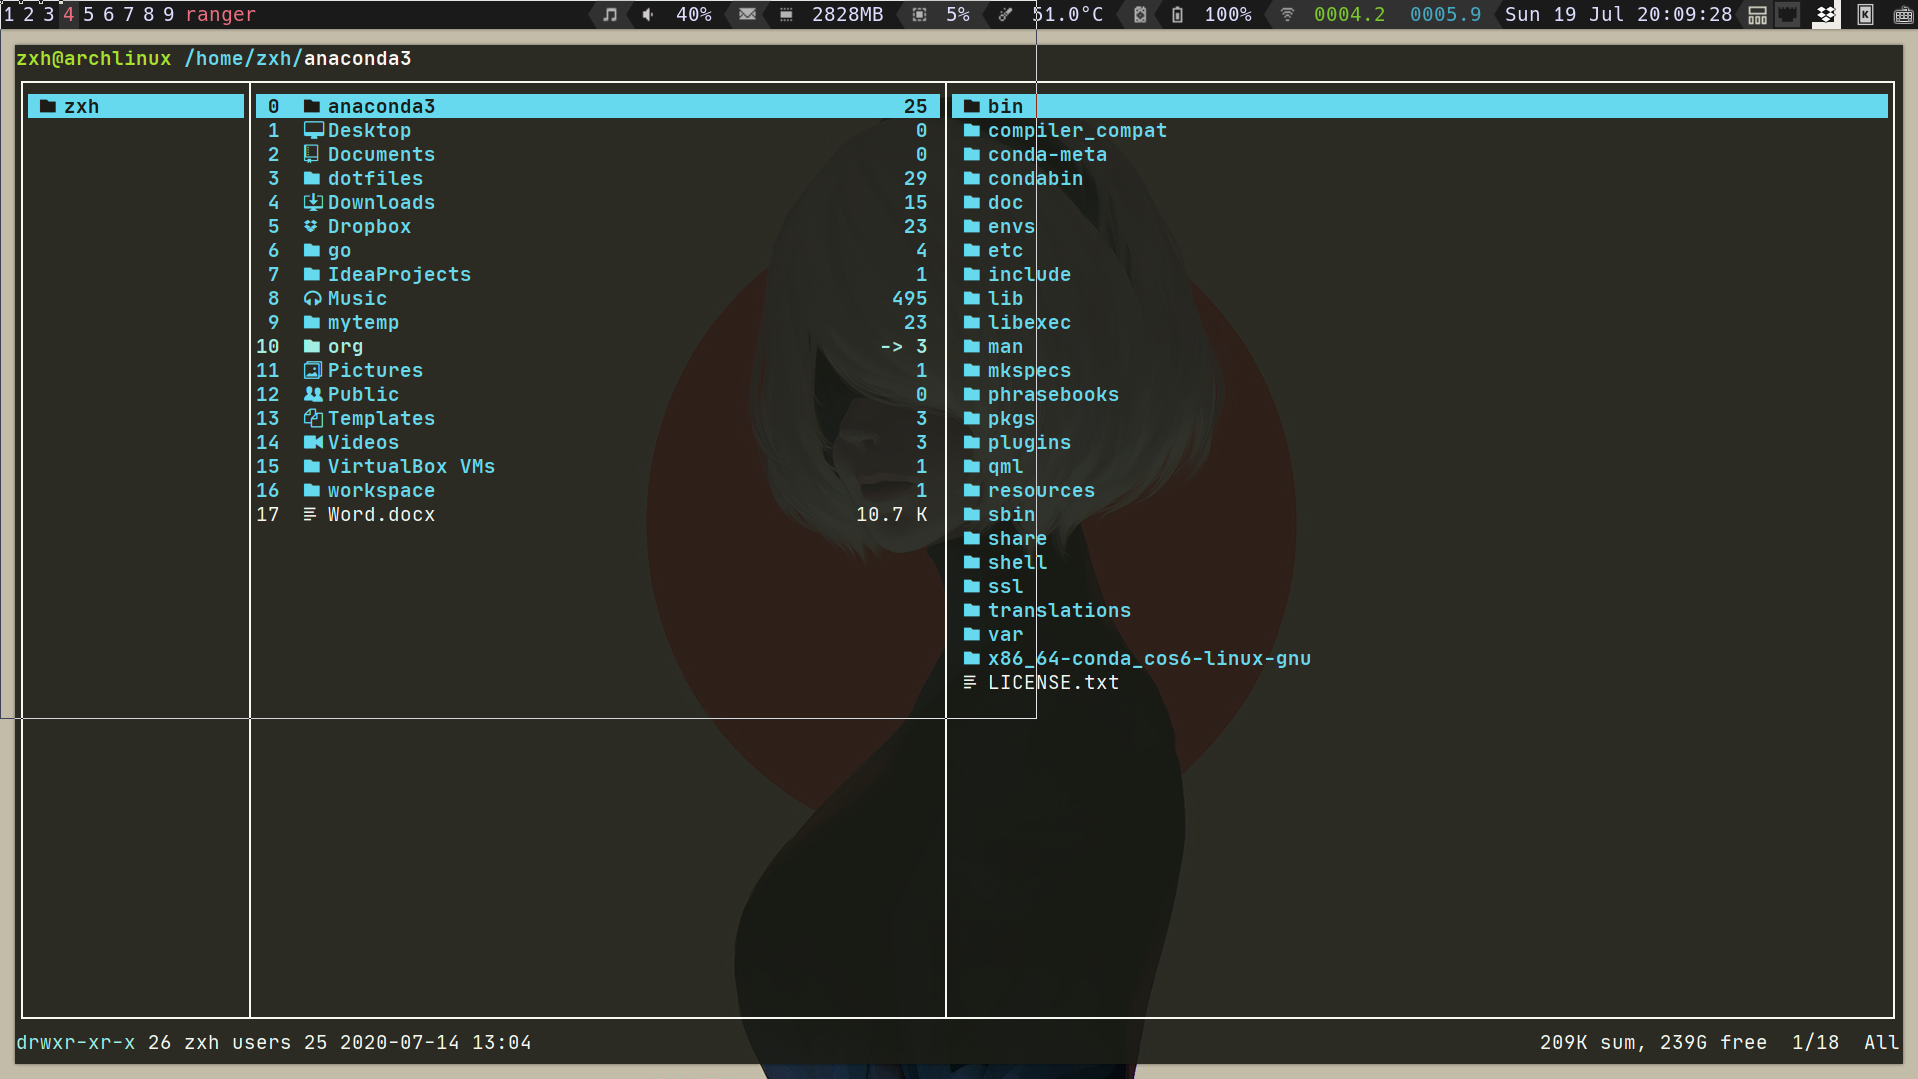 1 2 3 4 5 6 7 8 9 ranger 40% 2828MB 5% 51.0°C 100% 0004.2 0005.9 Sun 19 Jul 20:09:28 K
zxh@archlinux /home/zxh/anaconda3
zxh
0 anaconda3 25
1 Desktop 0
2 Documents 0
3 dotfiles 29
4 Downloads 15
5 Dropbox 23
6 go 4
7 IdeaProjects 1
8 Music 495
9 mytemp 23
10 org -> 3
11 Pictures 1
12 Public 0
13 Templates 3
14 Videos 3
15 VirtualBox VMs 1
16 workspace 1
17 Word.docx 10.7 K
bin
compiler_compat
conda-meta
condabin
doc
envs
etc
include
lib
libexec
man
mkspecs
phrasebooks
pkgs
plugins
qml
resources
sbin
share
shell
ssl
translations
var
x86_64-conda_cos6-linux-gnu
LICENSE.txt
drwxr-xr-x 26 zxh users 25 2020-07-14 13:04 209K sum, 239G free 1/18 All